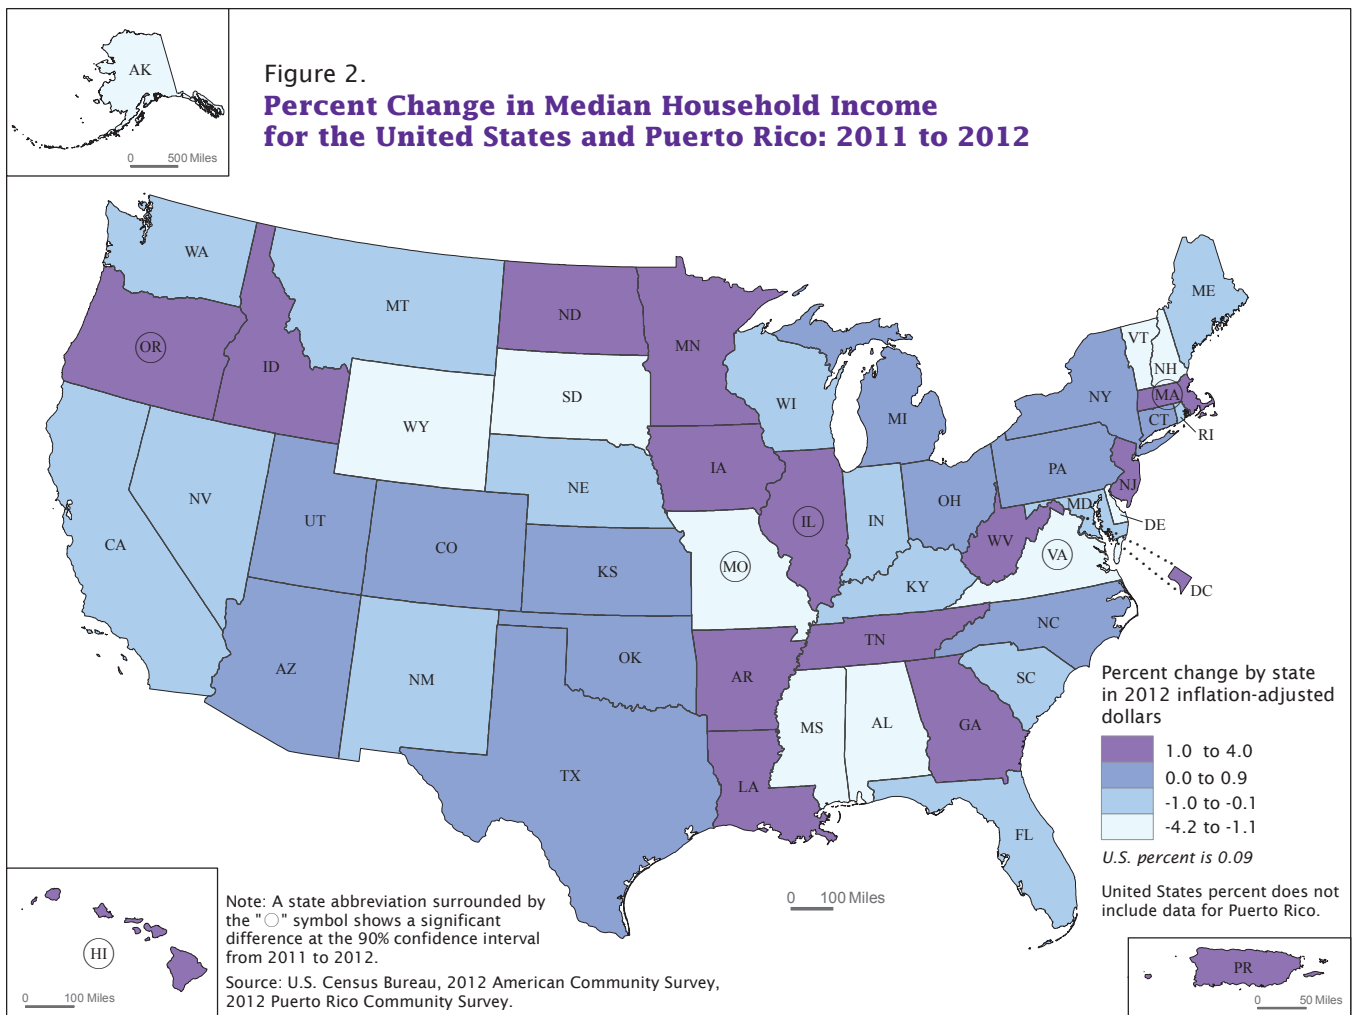 AK
0 500 Miles
Figure 2.
Percent Change in Median Household Income
for the United States and Puerto Rico: 2011 to 2012
WA
MT
ND
MN
OR
ID
SD
WY
WI
MI
NY
VT
NH
ME
MA
CT
RI
NV
CA
UT
CO
NE
IA
IL
IN
OH
PA
NJ
MD
DE
WV
VA
DC
KS
MO
KY
AZ
NM
OK
AR
TN
NC
SC
TX
LA
MS
AL
GA
FL
Percent change by state
in 2012 inflation-adjusted
dollars
1.0 to 4.0
0.0 to 0.9
-1.0 to -0.1
-4.2 to -1.1
U.S. percent is 0.09
United States percent does not
include data for Puerto Rico.
0 100 Miles
HI
0 100 Miles
Note: A state abbreviation surrounded by
the "○" symbol shows a significant
difference at the 90% confidence interval
from 2011 to 2012.
Source: U.S. Census Bureau, 2012 American Community Survey,
2012 Puerto Rico Community Survey.
PR
0 50 Miles